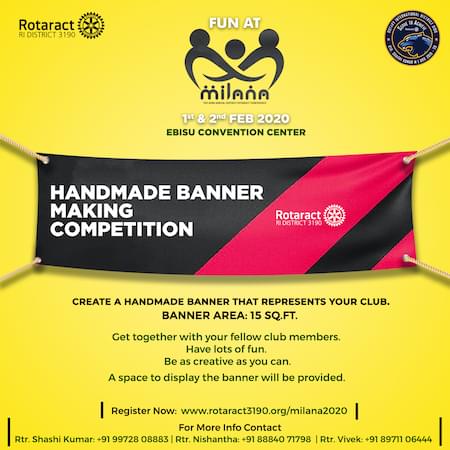 Rotaract
RI DISTRICT 3190
FUN AT
milana
1st & 2nd FEB 2020
EBISU CONVENTION CENTER
HANDMADE BANNER
MAKING
COMPETITION
Rotaract
RI DISTRICT 3190
CREATE A HANDMADE BANNER THAT REPRESENTS YOUR CLUB.
BANNER AREA: 15 SQ.FT.
Get together with your fellow club members.
Have lots of fun.
Be as creative as you can.
A space to display the banner will be provided.
Register Now: www.rotaract3190.org/milana2020
For More Info Contact
Rtr. Shashi Kumar: +91 99728 08883 | Rtr. Nishantha: +91 88840 71798 | Rtr. Vivek: +91 89711 06444